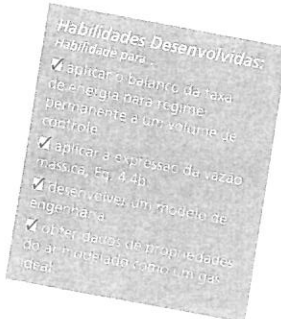 Habilidades Desenvolvidas:
Habilidade para...
aplicar o balanço da taxa
de energia para regime
permanente a um volume de
controle.
aplicar a expressão da vazão
mássica, Eq. 4.4b.
desenvolver um modelo de
engenharia.
obter dados de propriedades
do ar modelado como um gás
ideal.